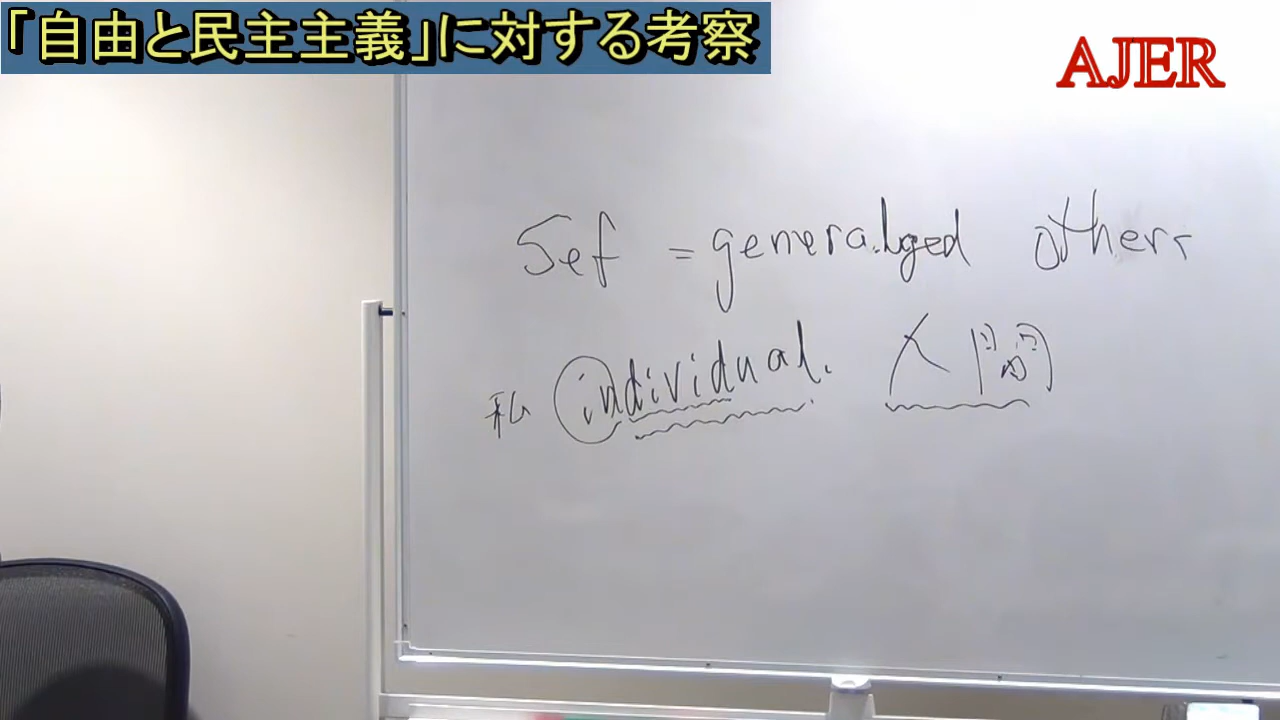 「自由と民主主義」に対する考察
AJER
Sef = generalged others
私 individual. 人間